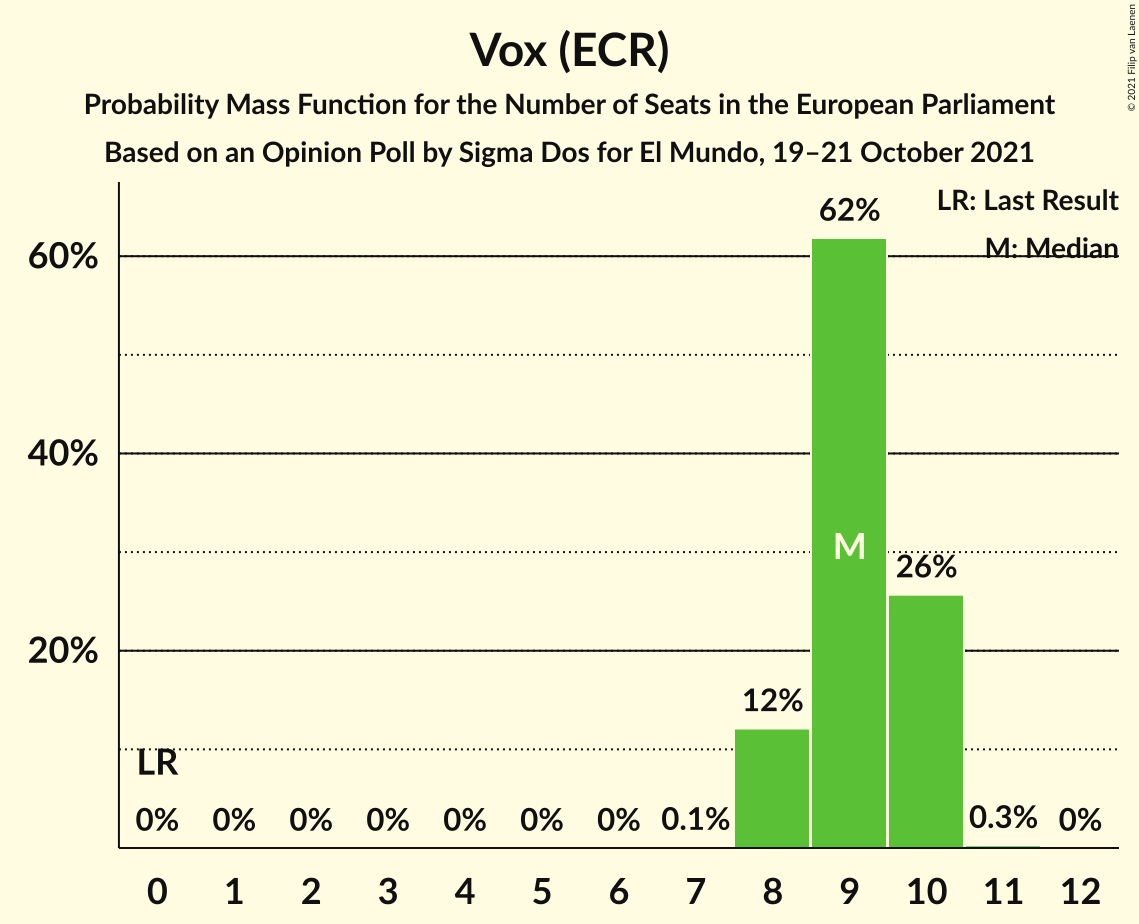 Vox (ECR)
Probability Mass Function for the Number of Seats in the European Parliament
Based on an Opinion Poll by Sigma Dos for El Mundo, 19–21 October 2021
© 2021 Filip van Laenen
LR: Last Result
M: Median
60%
40%
20%
62%
M
26%
12%
LR
0%
0%
0%
0%
0%
0%
0%
0.1%
0.3%
0%
0 1 2 3 4 5 6 7 8 9 10 11 12